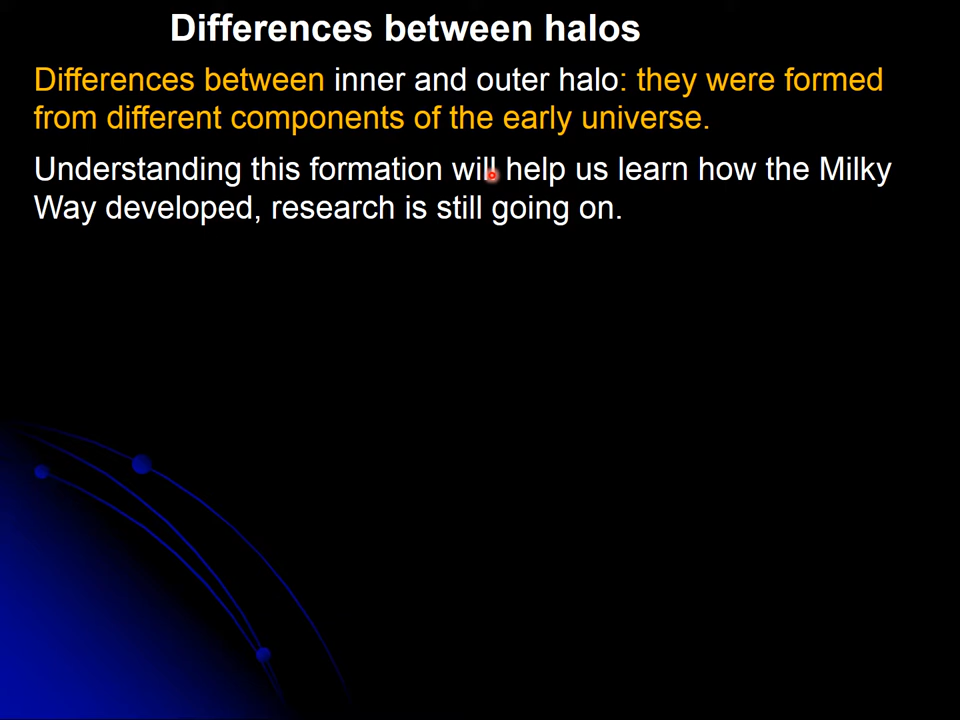 Differences between halos
Differences between inner and outer halo: they were formed
from different components of the early universe.
Understanding this formation will help us learn how the Milky
Way developed, research is still going on.